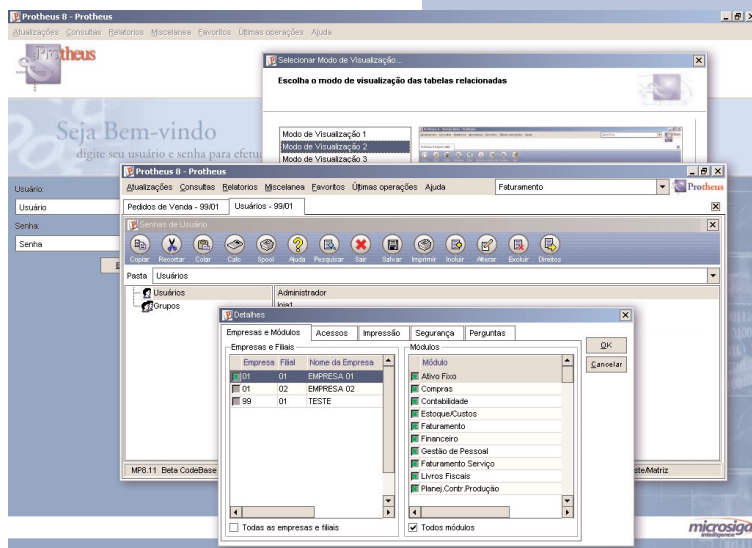 Protheus 8 - Protheus
Atualizações Consultas Relatorios Miscelanea Favoritos Últimas operações Ajuda
Protheus
Selecionar Modo de Visualização...
Escolha o modo de visualização das tabelas relacionadas
Modo de Visualização 1
Modo de Visualização 2
Modo de Visualização 3
Seja Bem-vindo
digite seu usuário e senha para efetu
Usuário:
Usuário
Senha:
Senha
Protheus 8 - Protheus
Atualizações Consultas Relatorios Miscelanea Favoritos Últimas operações Ajuda Faturamento Protheus
Pedidos de Venda - 99/01 Usuários - 99/01
Senhas de Usuário
Copiar Recortar Colar Calc Spool Ajuda Pesquisar Sair Salvar Imprimir Incluir Alterar Excluir Direitos
Pasta Usuários
Usuários
Grupos
Administrador
loja1
Detalhes
Empresas e Módulos Acessos Impressão Segurança Perguntas
Empresas e Filiais
Empresa Filial Nome da Empresa
01 01 EMPRESA 01
01 02 EMPRESA 02
99 01 TESTE
Todas as empresas e filiais
Módulos
Módulo
Ativo Fixo
Compras
Contabilidade
Estoque/Custos
Faturamento
Financeiro
Gestão de Pessoal
Faturamento Serviço
Livros Fiscais
Planej.Contr.Produção
Todos módulos
OK
Cancelar
MP8.11 Beta CodeBase
ste/Matriz
microsiga
intelligence